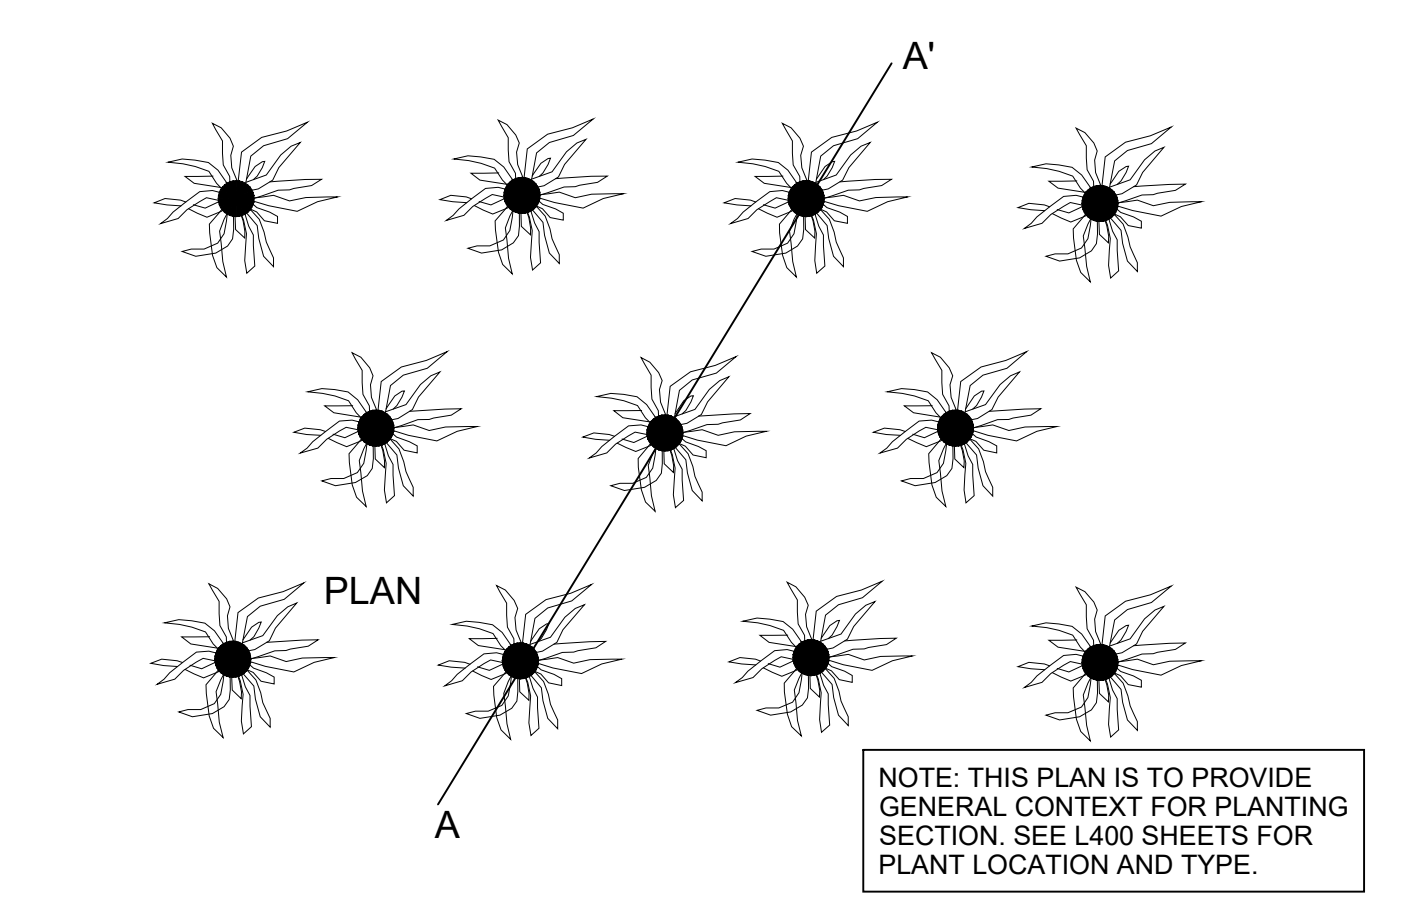 A'
PLAN
A
NOTE: THIS PLAN IS TO PROVIDE
GENERAL CONTEXT FOR PLANTING
SECTION. SEE L400 SHEETS FOR
PLANT LOCATION AND TYPE.